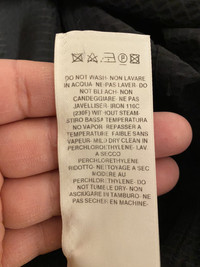 DO NOT WASH- NON LAVARE
IN ACQUA- NE PAS LAVER- DO
NOT BLEACH- NON
CANDEGGIARE- NE PAS
JAVELLISER- IRON 110C
(230F) WITHOUT STEAM-
STIRO BASSA TEMPERATURA
NO VAPOR- REPASSER A
TEMPERATURE FAIBLE SANS
VAPEUR- MILD DRY CLEAN IN
PERCHLOROETHYLENE- LAV.
A SECCO
PERCHLORETHYLENE
RIDOTTO- NETTOYAGE A SEC
MODERE AU
PERCHLORETHYLENE- DO
NOT TUMBLE DRY- NON
ASCIUGARE IN TAMBURO- NE
PAS SECHER EN MACHINE-